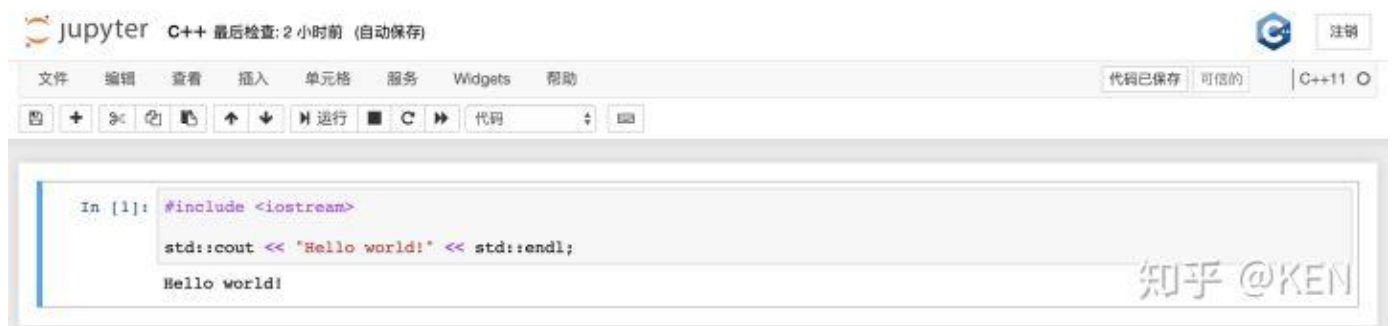 jupyter C++ 最后检查: 2 小时前 (自动保存) 注销
文件 编辑 查看 插入 单元格 服务 Widgets 帮助 代码已保存 可信的 C++11
运行 代码
In [1]: #include <iostream>
std::cout << "Hello world!" << std::endl;
Hello world!
知乎 @KEN